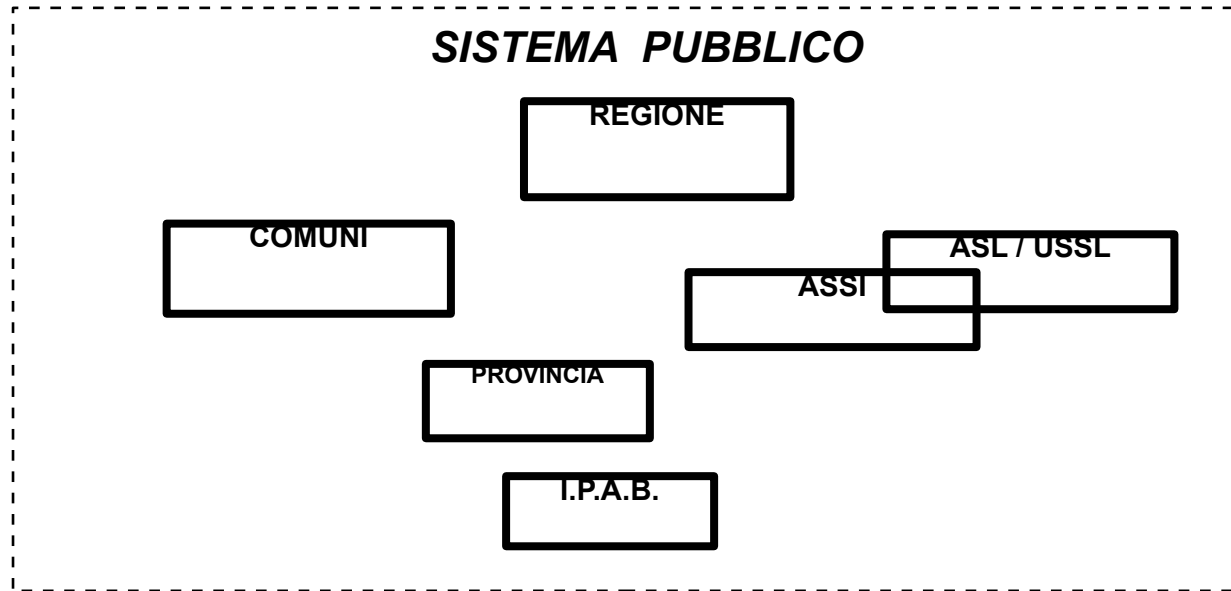 SISTEMA PUBBLICO
REGIONE
COMUNI
ASL / USSL
ASSI
PROVINCIA
I.P.A.B.